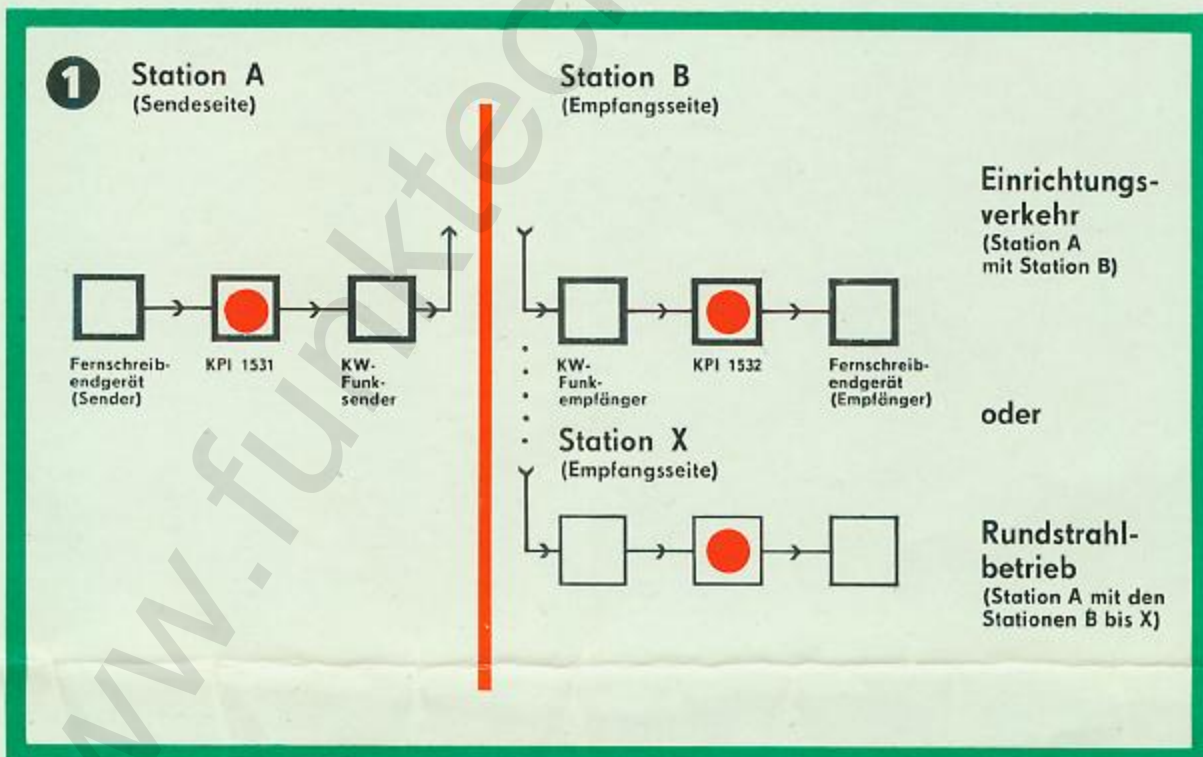 1
Station A
(Sendeseite)
Station B
(Empfangsseite)
Fernschreib-
endgerät
(Sender)
KPI 1531
KW-
Funk-
sender
KW-
Funk-
empfänger
KPI 1532
Fernschreib-
endgerät
(Empfänger)
Station X
(Empfangsseite)
Einrichtungs-
verkehr
(Station A
mit Station B)
oder
Rundstrahl-
betrieb
(Station A mit den
Stationen B bis X)
www.funktec